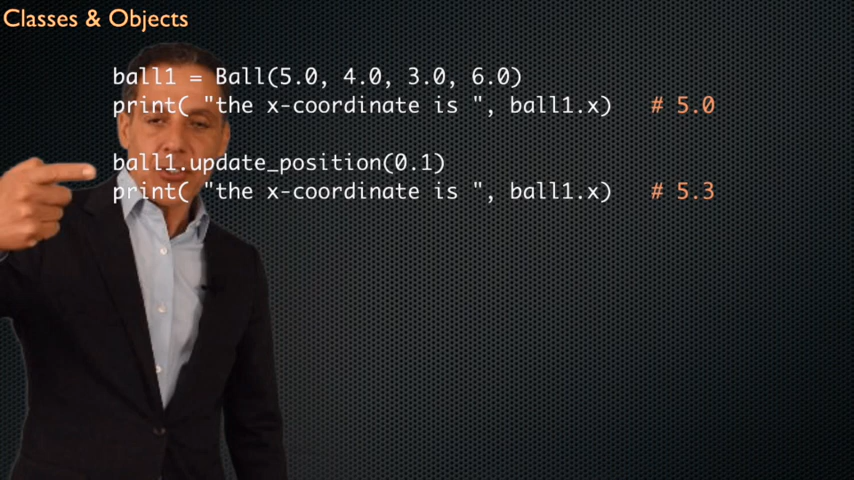 Classes & Objects
ball1 = Ball(5.0, 4.0, 3.0, 6.0)
print( "the x-coordinate is ", ball1.x) # 5.0
ball1.update_position(0.1)
print( "the x-coordinate is ", ball1.x) # 5.3